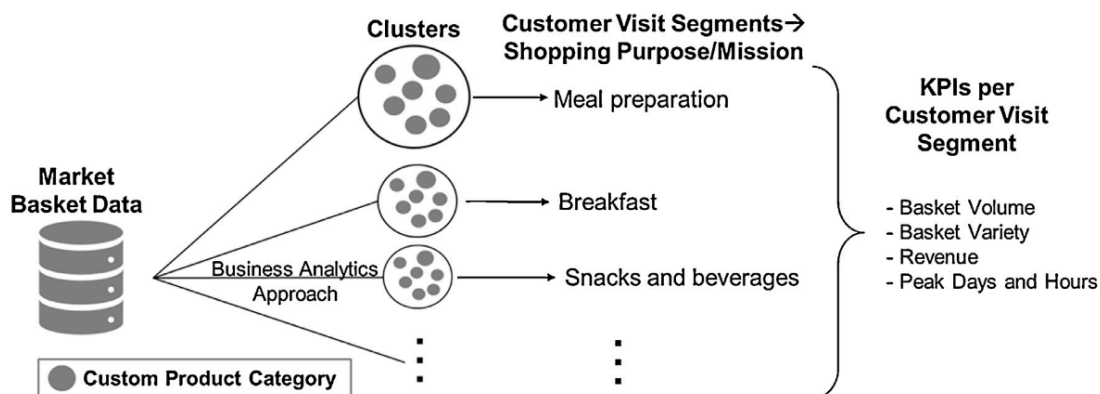 Clusters
Customer Visit Segments→
Shopping Purpose/Mission
Meal preparation
KPIs per
Customer Visit
Segment
Market
Basket Data
Breakfast
- Basket Volume
- Basket Variety
- Revenue
- Peak Days and Hours
Business Analytics
Approach
Snacks and beverages
Custom Product Category